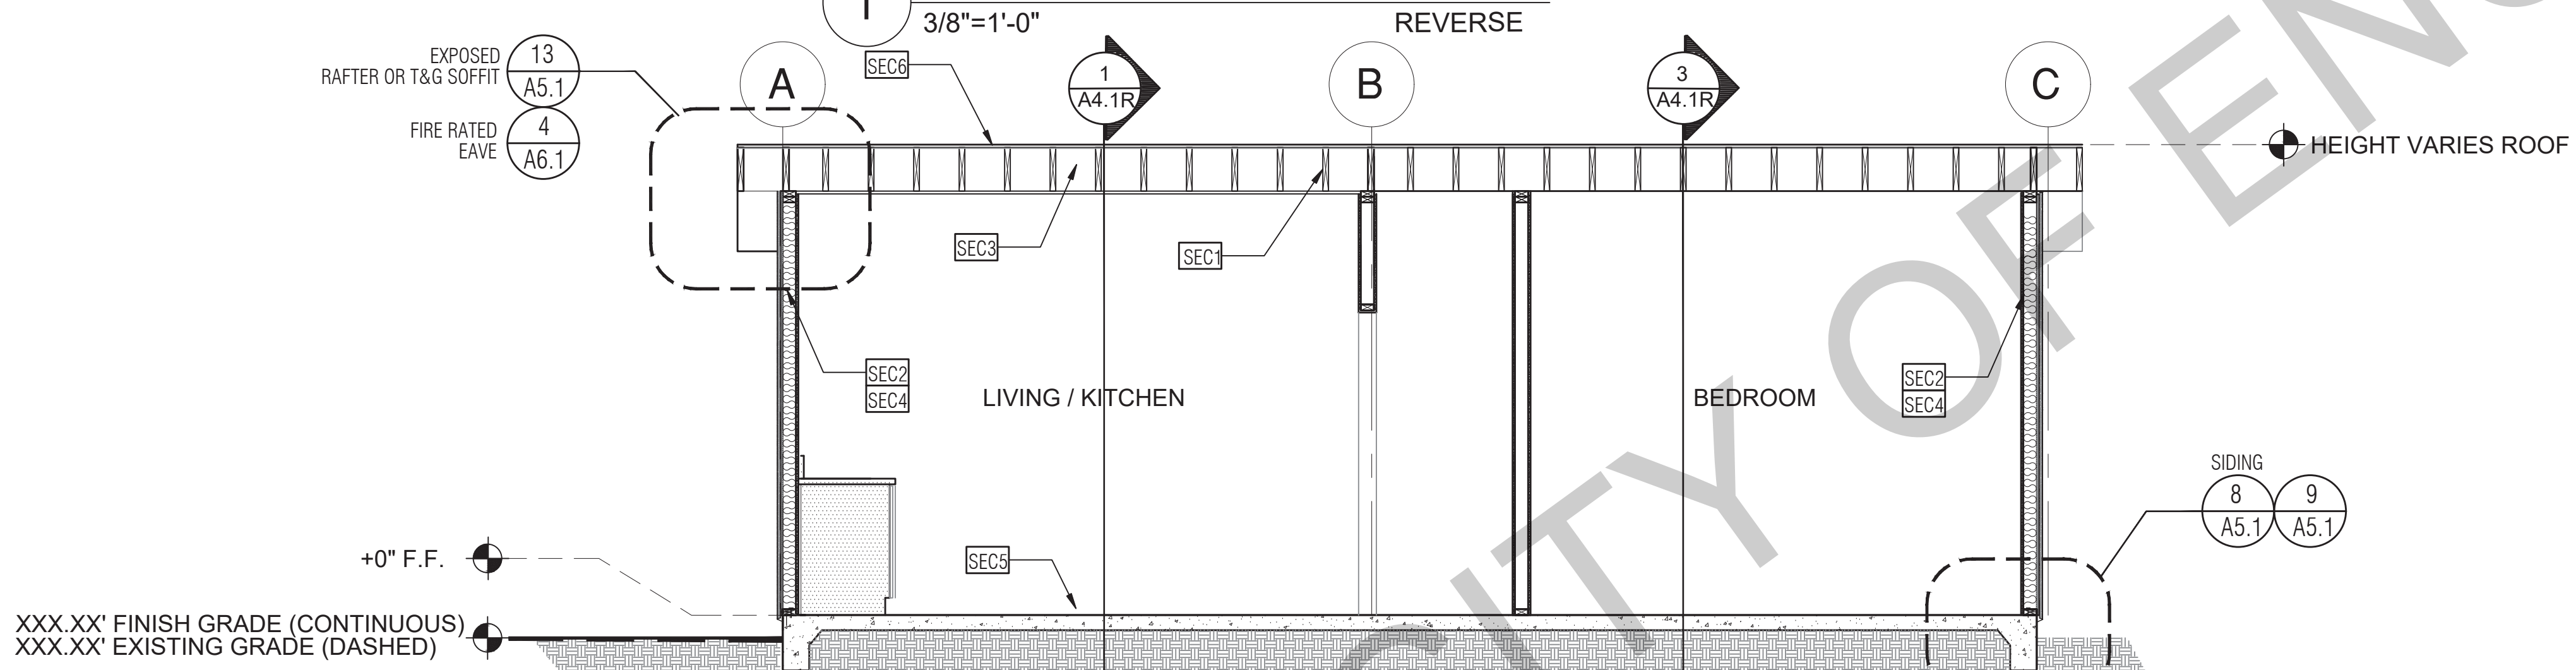 1
3/8"=1'-0"
REVERSE
EXPOSED
RAFTER OR T&G SOFFIT
13
A5.1
FIRE RATED
EAVE
4
A6.1
A
SEC6
1
A4.1R
B
3
A4.1R
C
HEIGHT VARIES ROOF
SEC3
SEC1
SEC2
SEC4
LIVING / KITCHEN
BEDROOM
SEC2
SEC4
SIDING
8
A5.1
9
A5.1
+0" F.F.
SEC5
XXX.XX' FINISH GRADE (CONTINUOUS)
XXX.XX' EXISTING GRADE (DASHED)
CITY OF